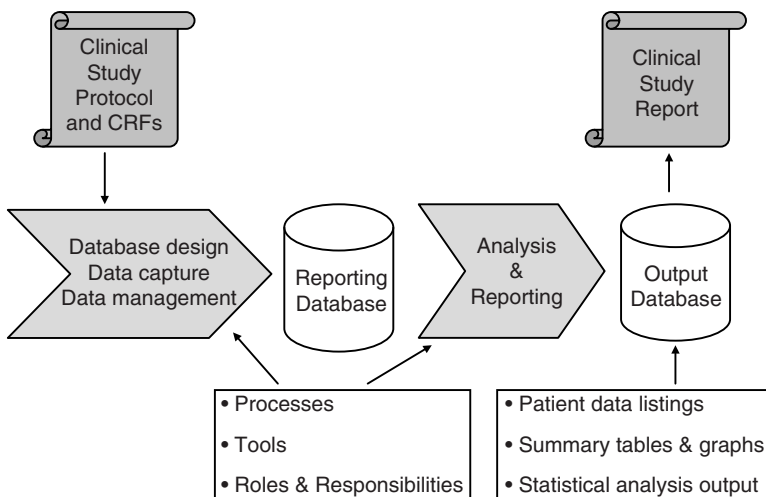 Clinical
Study
Protocol
and CRFs
Clinical
Study
Report
Database design
Data capture
Data management
Reporting
Database
Analysis
&
Reporting
Output
Database
• Processes
• Tools
• Roles & Responsibilities
• Patient data listings
• Summary tables & graphs
• Statistical analysis output